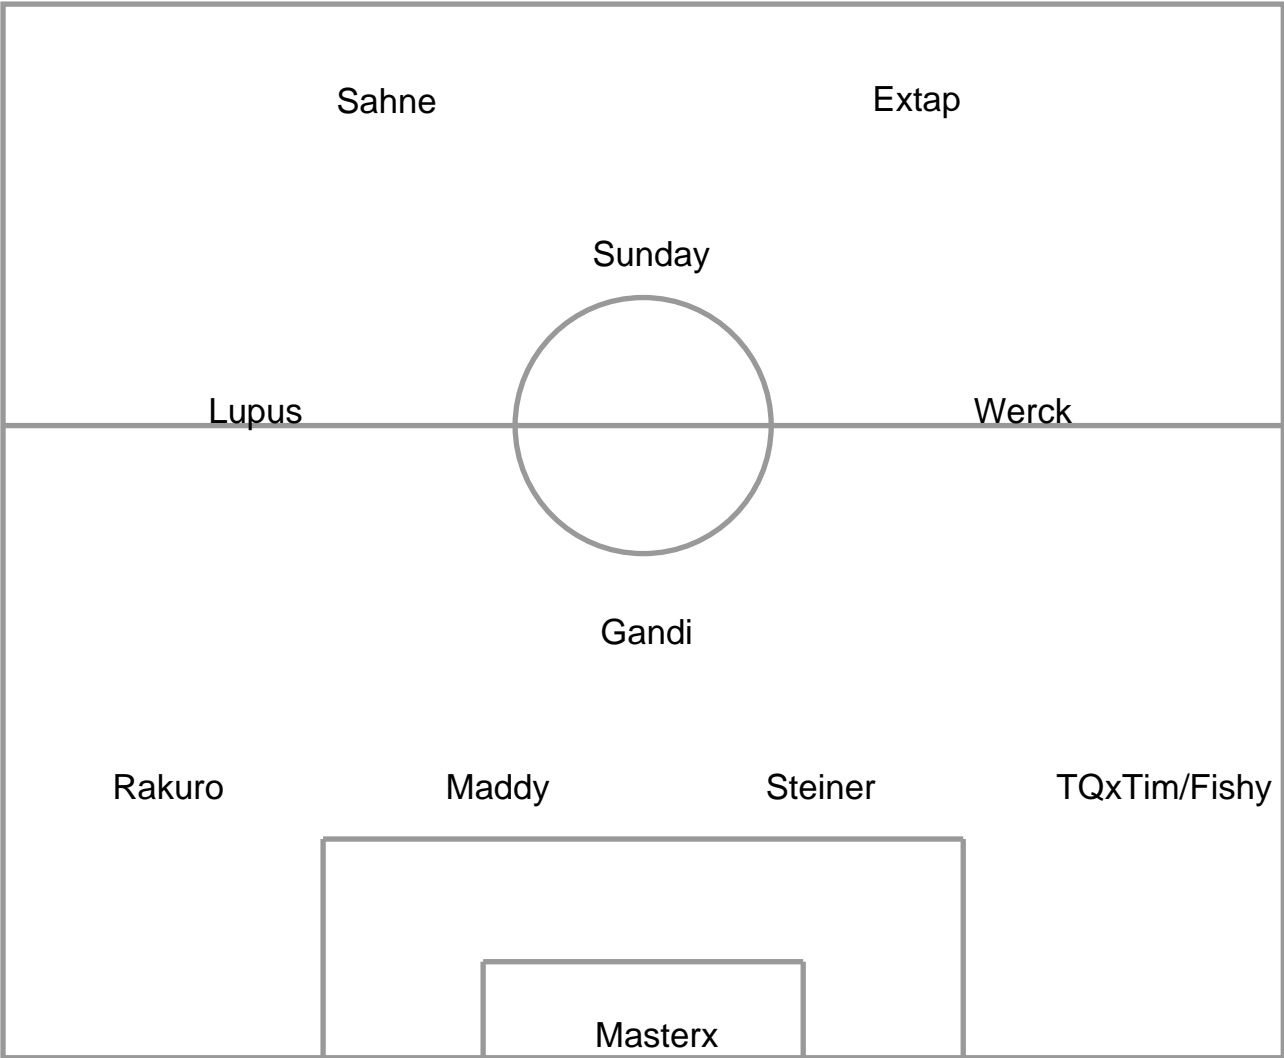 Sahne Extap
Sunday
Lupus Werck
Gandi
Rakuro Maddy Steiner TQxTim/Fishy
Masterx